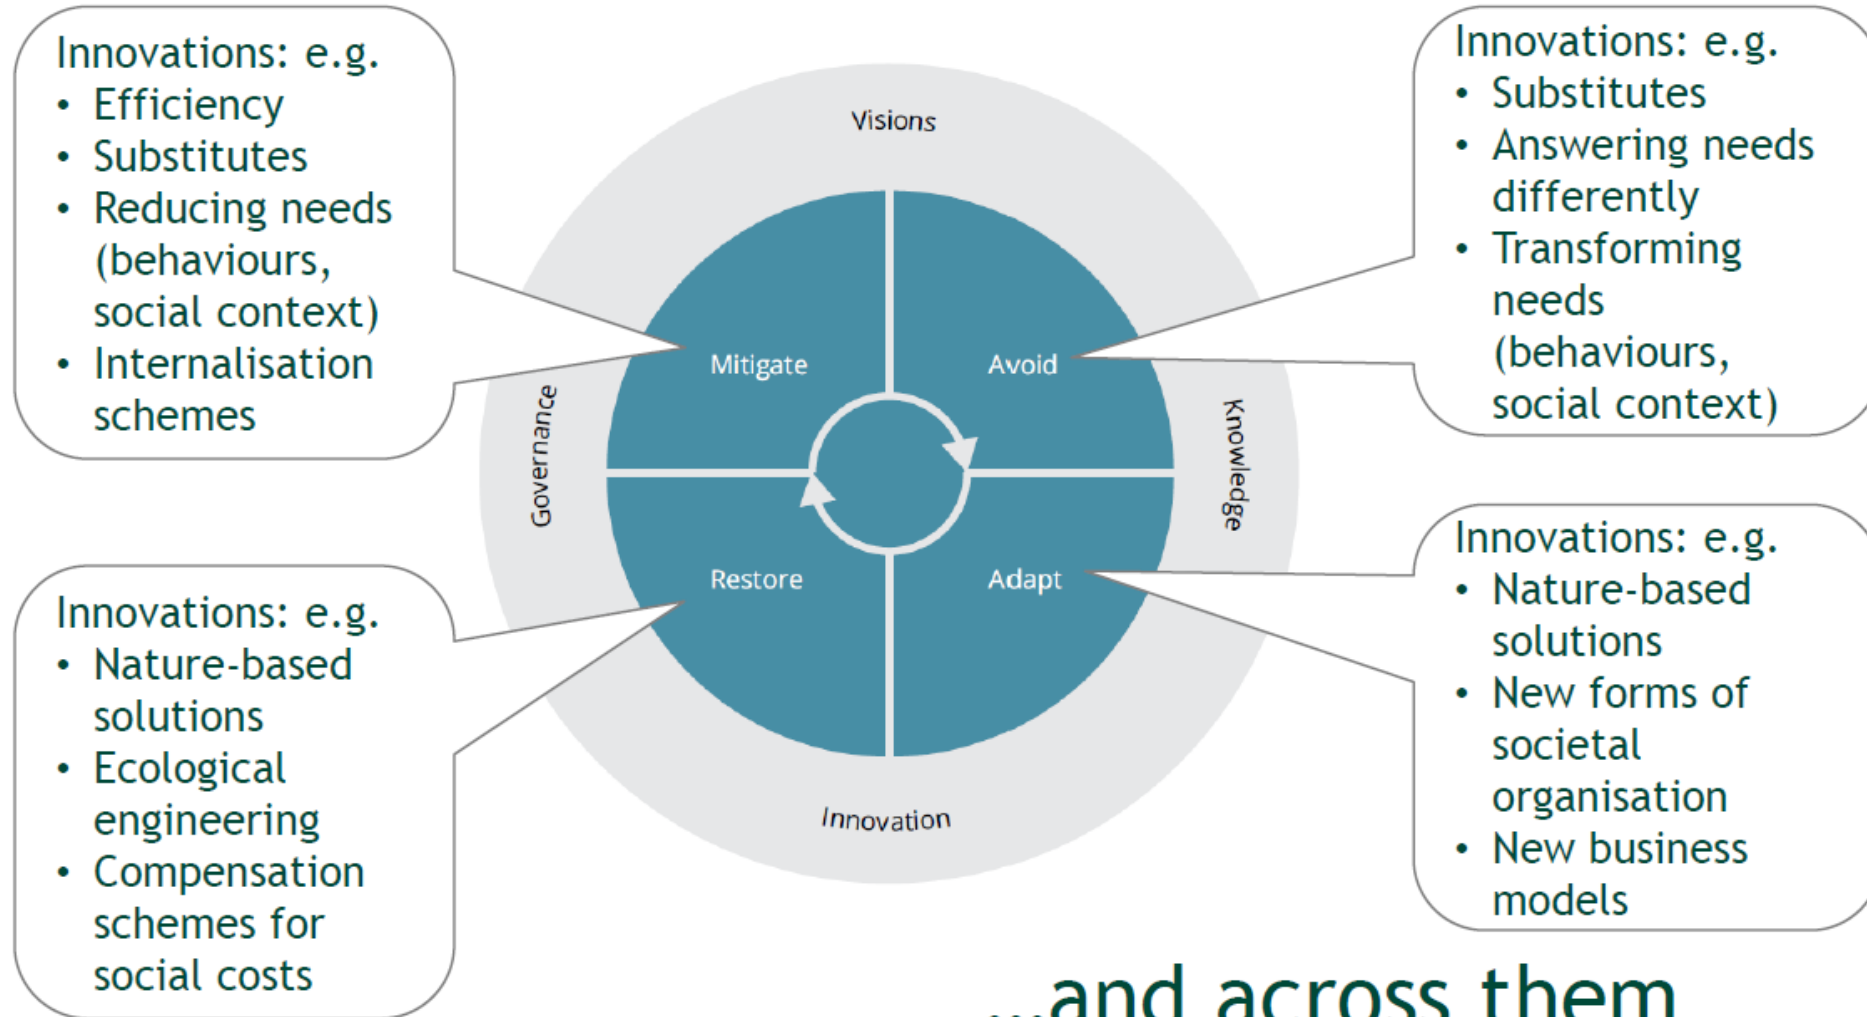 Innovations: e.g.
• Efficiency
• Substitutes
• Reducing needs
(behaviours,
social context)
• Internalisation
schemes
Innovations: e.g.
• Substitutes
• Answering needs
differently
• Transforming
needs
(behaviours,
social context)
Visions
Mitigate
Avoid
Governance
Knowledge
Restore
Adapt
Innovation
Innovations: e.g.
• Nature-based
solutions
• Ecological
engineering
• Compensation
schemes for
social costs
Innovations: e.g.
• Nature-based
solutions
• New forms of
societal
organisation
• New business
models
...and across them